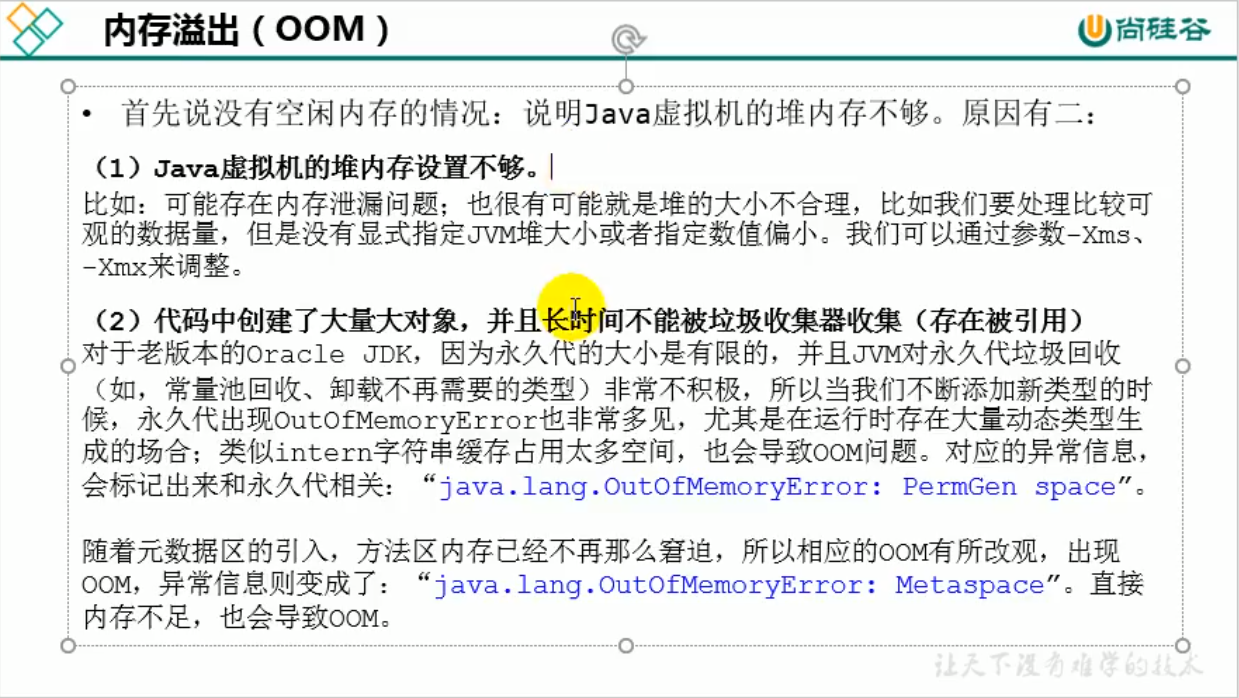 内存溢出（OOM）
尚硅谷
• 首先说没有空闲内存的情况：说明Java虚拟机的堆内存不够。原因有二：
（1）Java虚拟机的堆内存设置不够。
比如：可能存在内存泄漏问题；也很有可能就是堆的大小不合理，比如我们要处理比较可
观的数据量，但是没有显式指定JVM堆大小或者指定数值偏小。我们可以通过参数-Xms、
-Xmx来调整。
（2）代码中创建了大量大对象，并且长时间不能被垃圾收集器收集（存在被引用）
对于老版本的Oracle JDK，因为永久代的大小是有限的，并且JVM对永久代垃圾回收
（如，常量池回收、卸载不再需要的类型）非常不积极，所以当我们不断添加新类型的时
候，永久代出现OutOfMemoryError也非常多见，尤其是在运行时存在大量动态类型生
成的场合；类似intern字符串缓存占用太多空间，也会导致OOM问题。对应的异常信息，
会标记出来和永久代相关：“java.lang.OutOfMemoryError: PermGen space”。
随着元数据区的引入，方法区内存已经不再那么窘迫，所以相应的OOM有所改观，出现
OOM，异常信息则变成了：“java.lang.OutOfMemoryError: Metaspace”。直接
内存不足，也会导致OOM。
让天下没有难学的技术